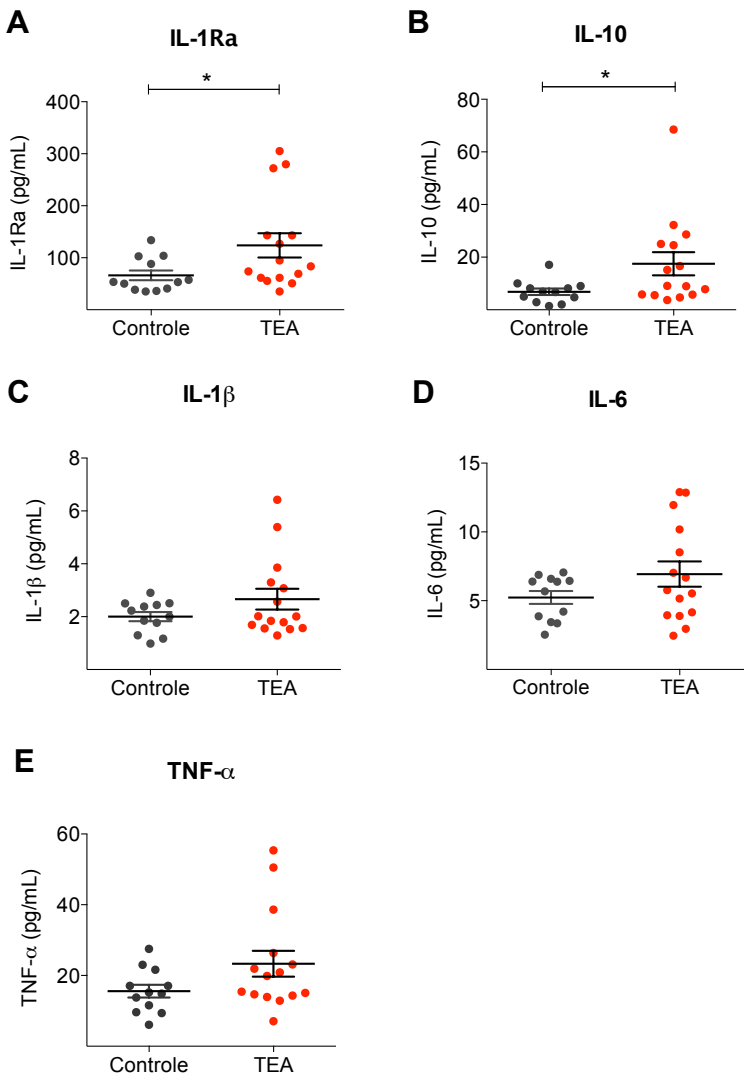 A
IL-1Ra
*
IL-1Ra (pg/mL)
400
300
200
100
Controle
TEA
B
IL-10
*
IL-10 (pg/mL)
80
60
40
20
Controle
TEA
C
IL-1β
IL-1β (pg/mL)
8
6
4
2
Controle
TEA
D
IL-6
IL-6 (pg/mL)
15
10
5
Controle
TEA
E
TNF-α
TNF-α (pg/mL)
60
40
20
Controle
TEA